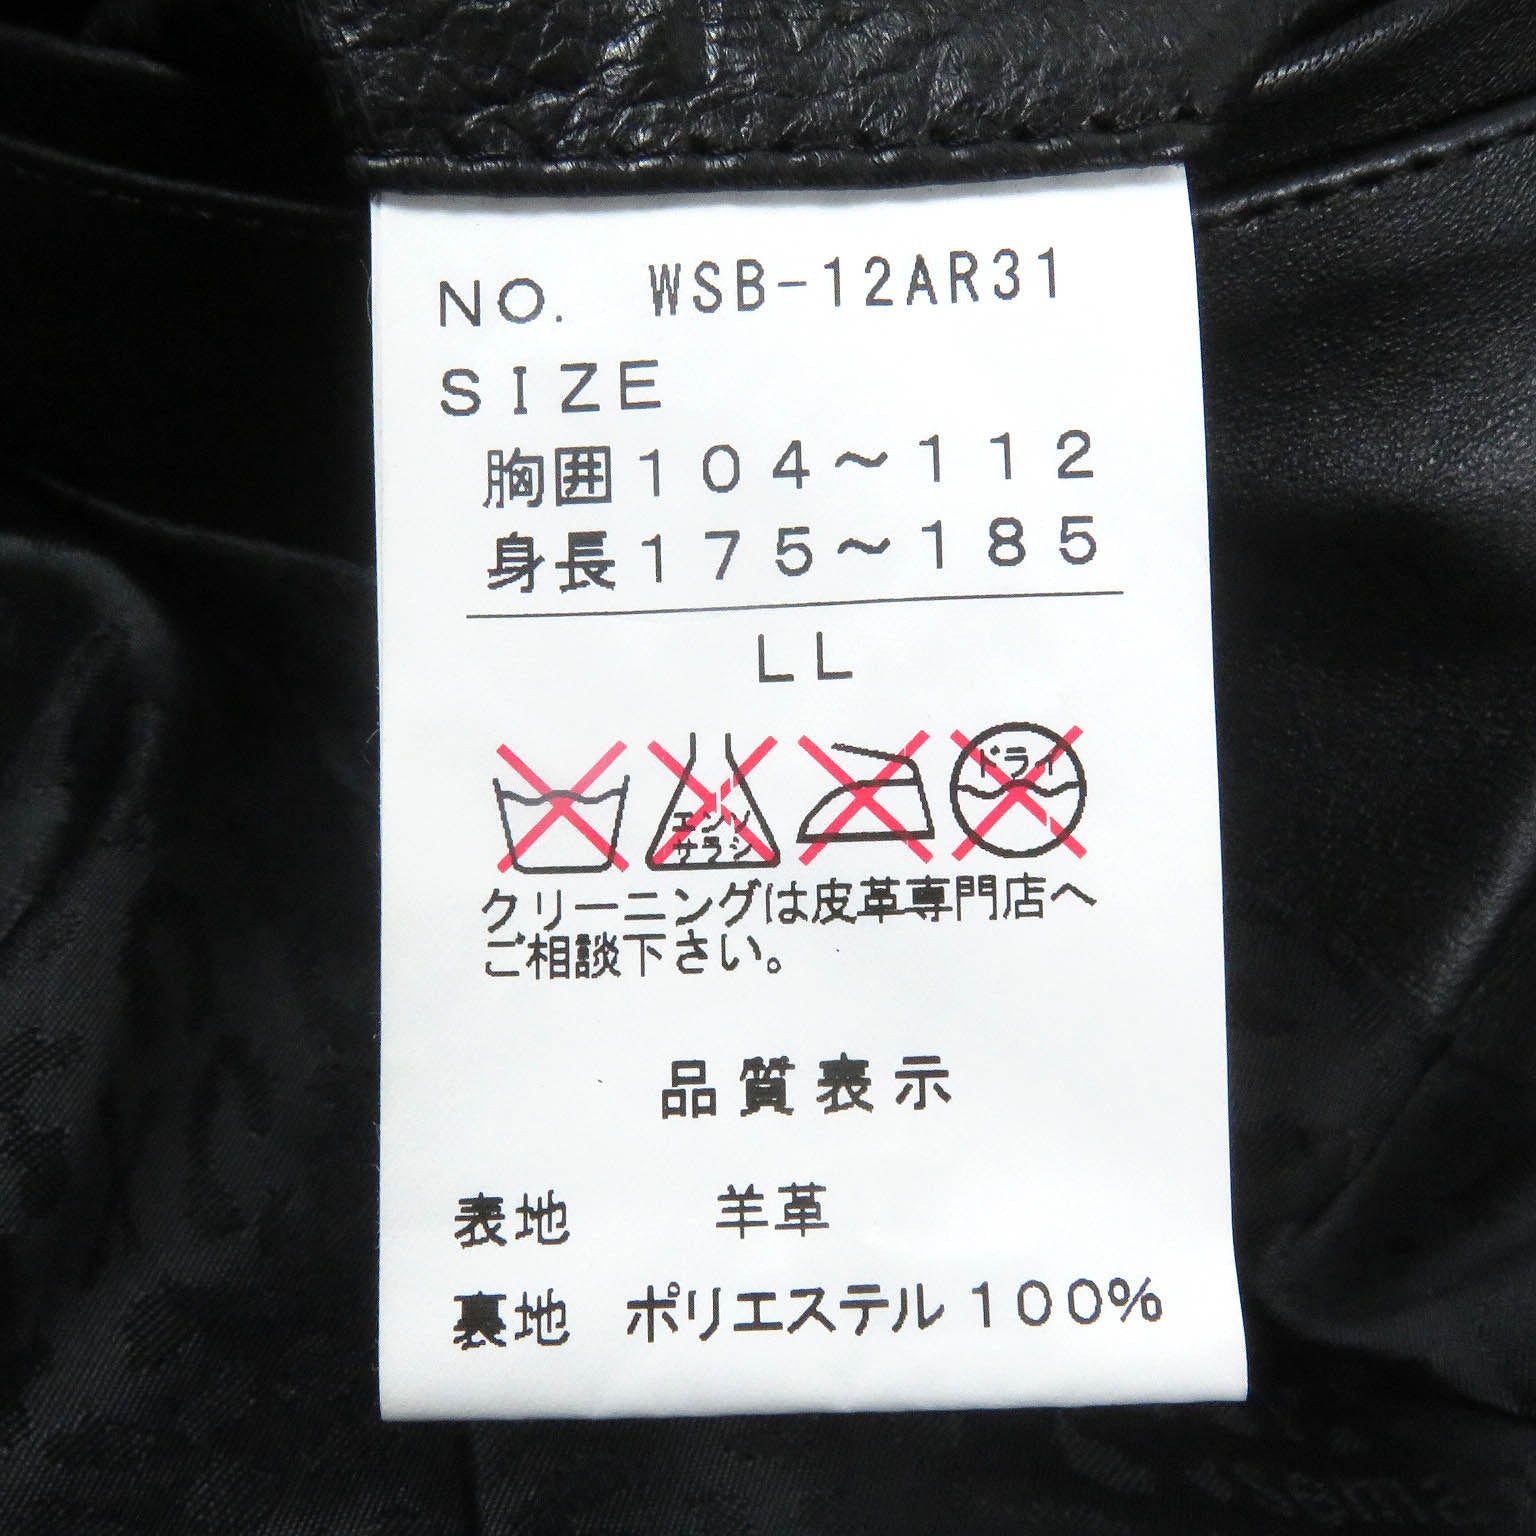 NO. WSB-12AR31
SIZE
胸囲104～112
身長175～185
LL
エンソ
サラシ
ドライ
クリーニングは皮革専門店へ
ご相談下さい。
品質表示
表地 羊革
裏地 ポリエステル100%